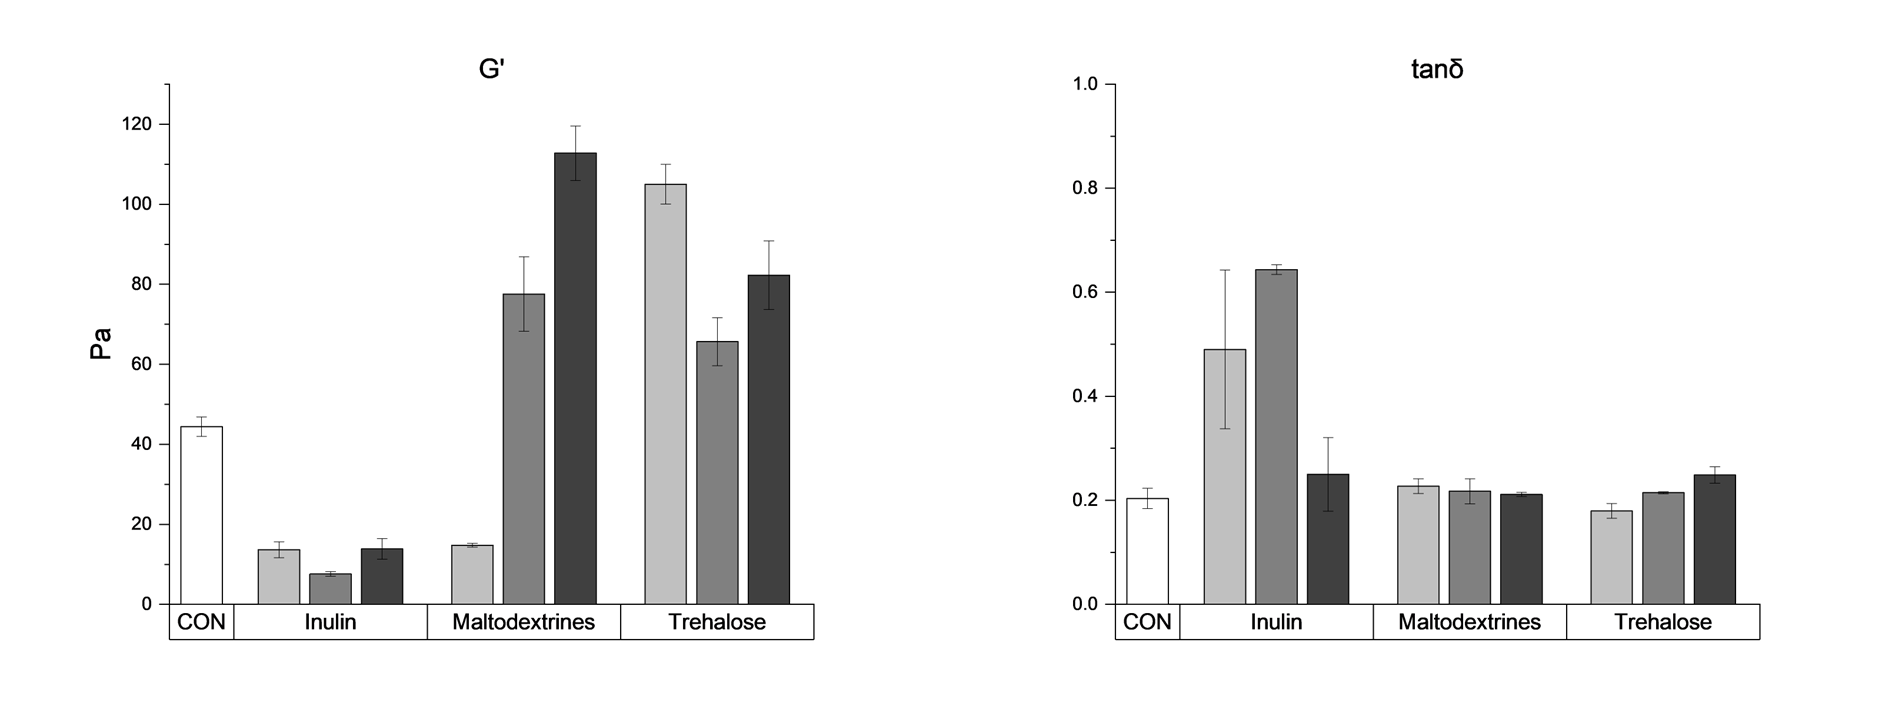 G'
Pa
120
100
80
60
40
20
0
CON Inulin Maltodextrines Trehalose
tanδ
1.0
0.8
0.6
0.4
0.2
0.0
CON Inulin Maltodextrines Trehalose